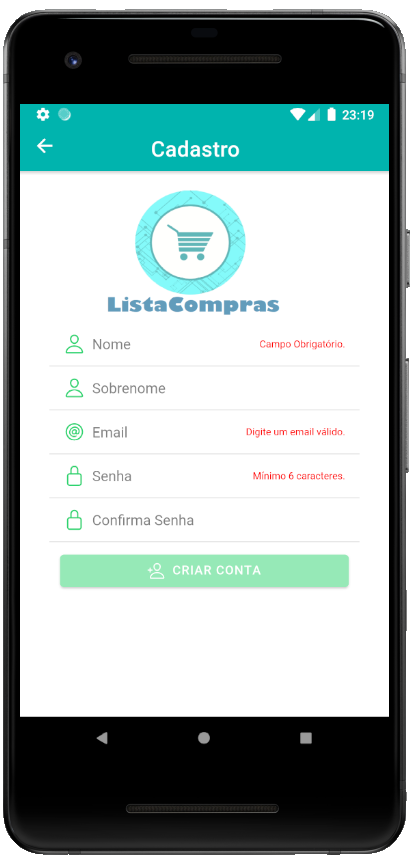 23:19
Cadastro
ListaCompras
Nome Campo Obrigatório.
Sobrenome
Email Digite um email válido.
Senha Mínimo 6 caracteres.
Confirma Senha
CRIAR CONTA